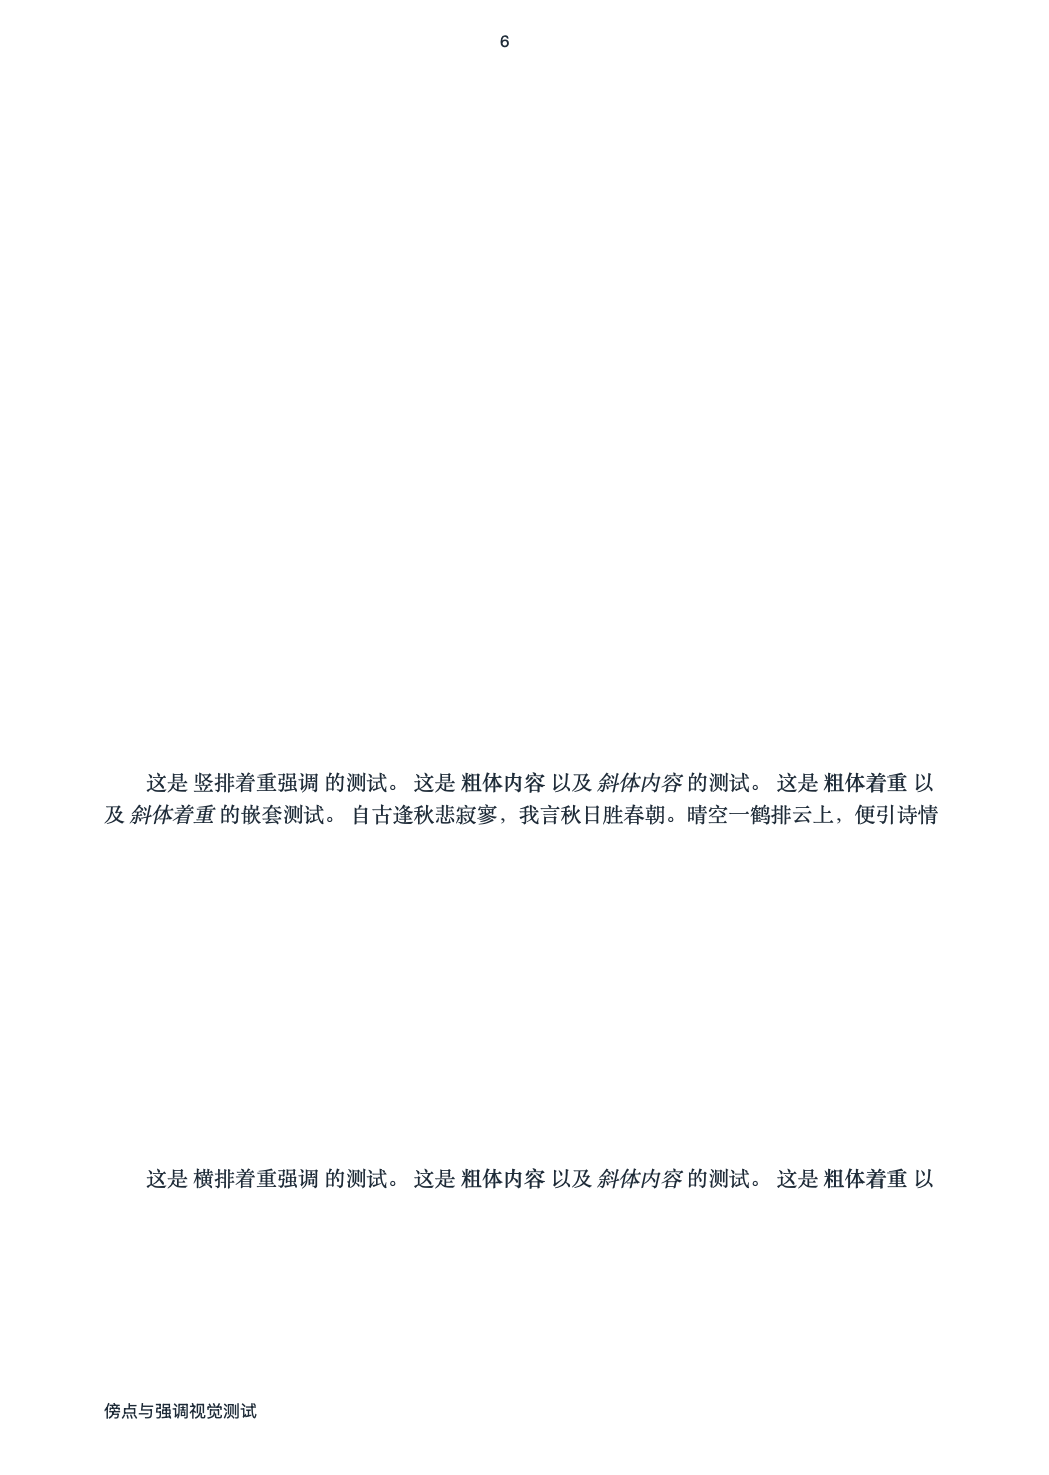 6
这是 竖排着重强调 的测试。 这是 粗体内容 以及 斜体内容 的测试。 这是 粗体着重 以
及 斜体着重 的嵌套测试。 自古逢秋悲寂寥，我言秋日胜春朝。晴空一鹤排云上，便引诗情
这是 横排着重强调 的测试。 这是 粗体内容 以及 斜体内容 的测试。 这是 粗体着重 以
傍点与强调视觉测试